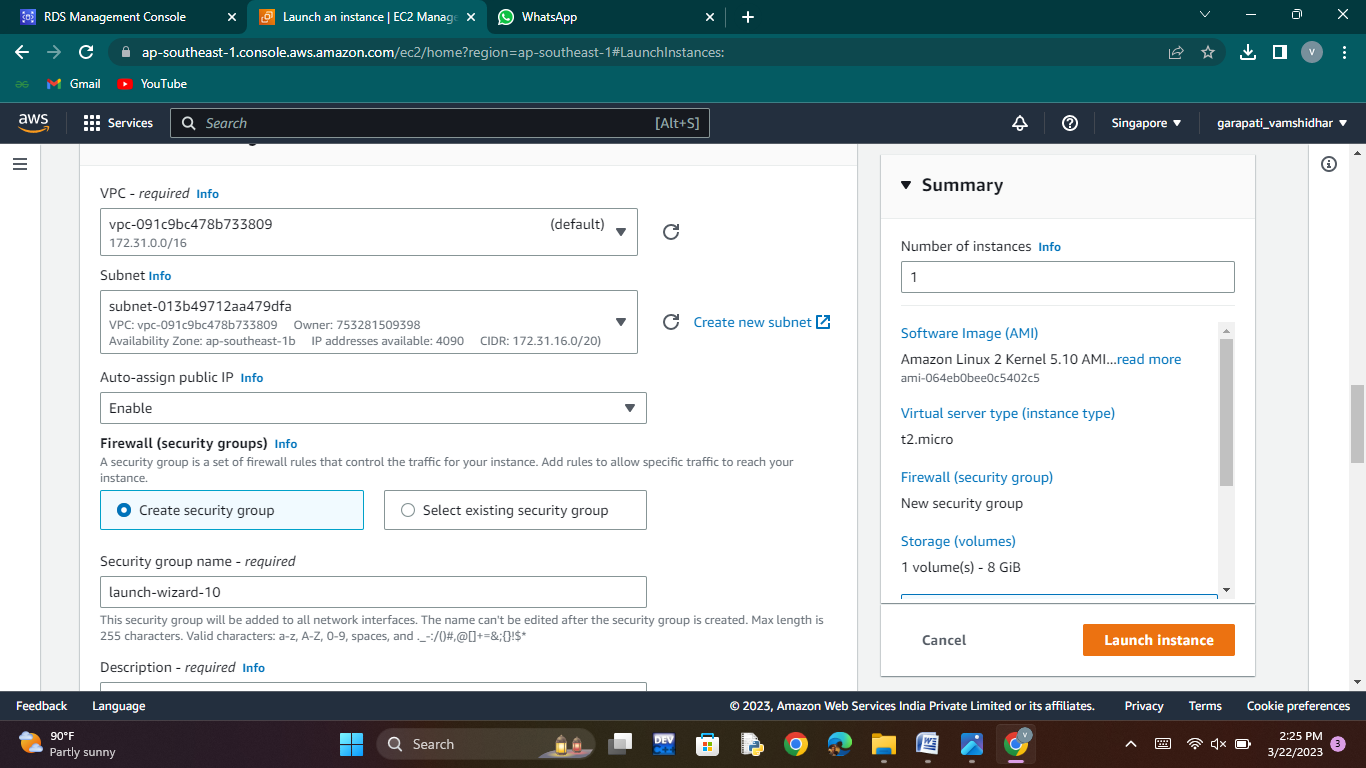 RDS Management Console
Launch an instance | EC2 Manage
WhatsApp
ap-southeast-1.console.aws.amazon.com/ec2/home?region=ap-southeast-1#LaunchInstances:
V
Gmail
YouTube
aws
Services
Search
[Alt+S]
Singapore
garapati_vamshidhar
VPC - required Info
vpc-091c9bc478b733809 (default)
172.31.0.0/16
Subnet Info
subnet-013b49712aa479dfa
VPC: vpc-091c9bc478b733809 Owner: 753281509398
Availability Zone: ap-southeast-1b IP addresses available: 4090 CIDR: 172.31.16.0/20)
Create new subnet
Auto-assign public IP Info
Enable
Firewall (security groups) Info
A security group is a set of firewall rules that control the traffic for your instance. Add rules to allow specific traffic to reach your
instance.
Create security group
Select existing security group
Security group name - required
launch-wizard-10
This security group will be added to all network interfaces. The name can't be edited after the security group is created. Max length is
255 characters. Valid characters: a-z, A-Z, 0-9, spaces, and ._-:/()#,@[]+=&;{}!$*
Description - required Info
Summary
Number of instances Info
1
Software Image (AMI)
Amazon Linux 2 Kernel 5.10 AMI...read more
ami-064eb0bee0c5402c5
Virtual server type (instance type)
t2.micro
Firewall (security group)
New security group
Storage (volumes)
1 volume(s) - 8 GiB
Cancel
Launch instance
Feedback
Language
© 2023, Amazon Web Services India Private Limited or its affiliates.
Privacy
Terms
Cookie preferences
90°F
Partly sunny
Search
DEV
V
2:25 PM
3/22/2023
3